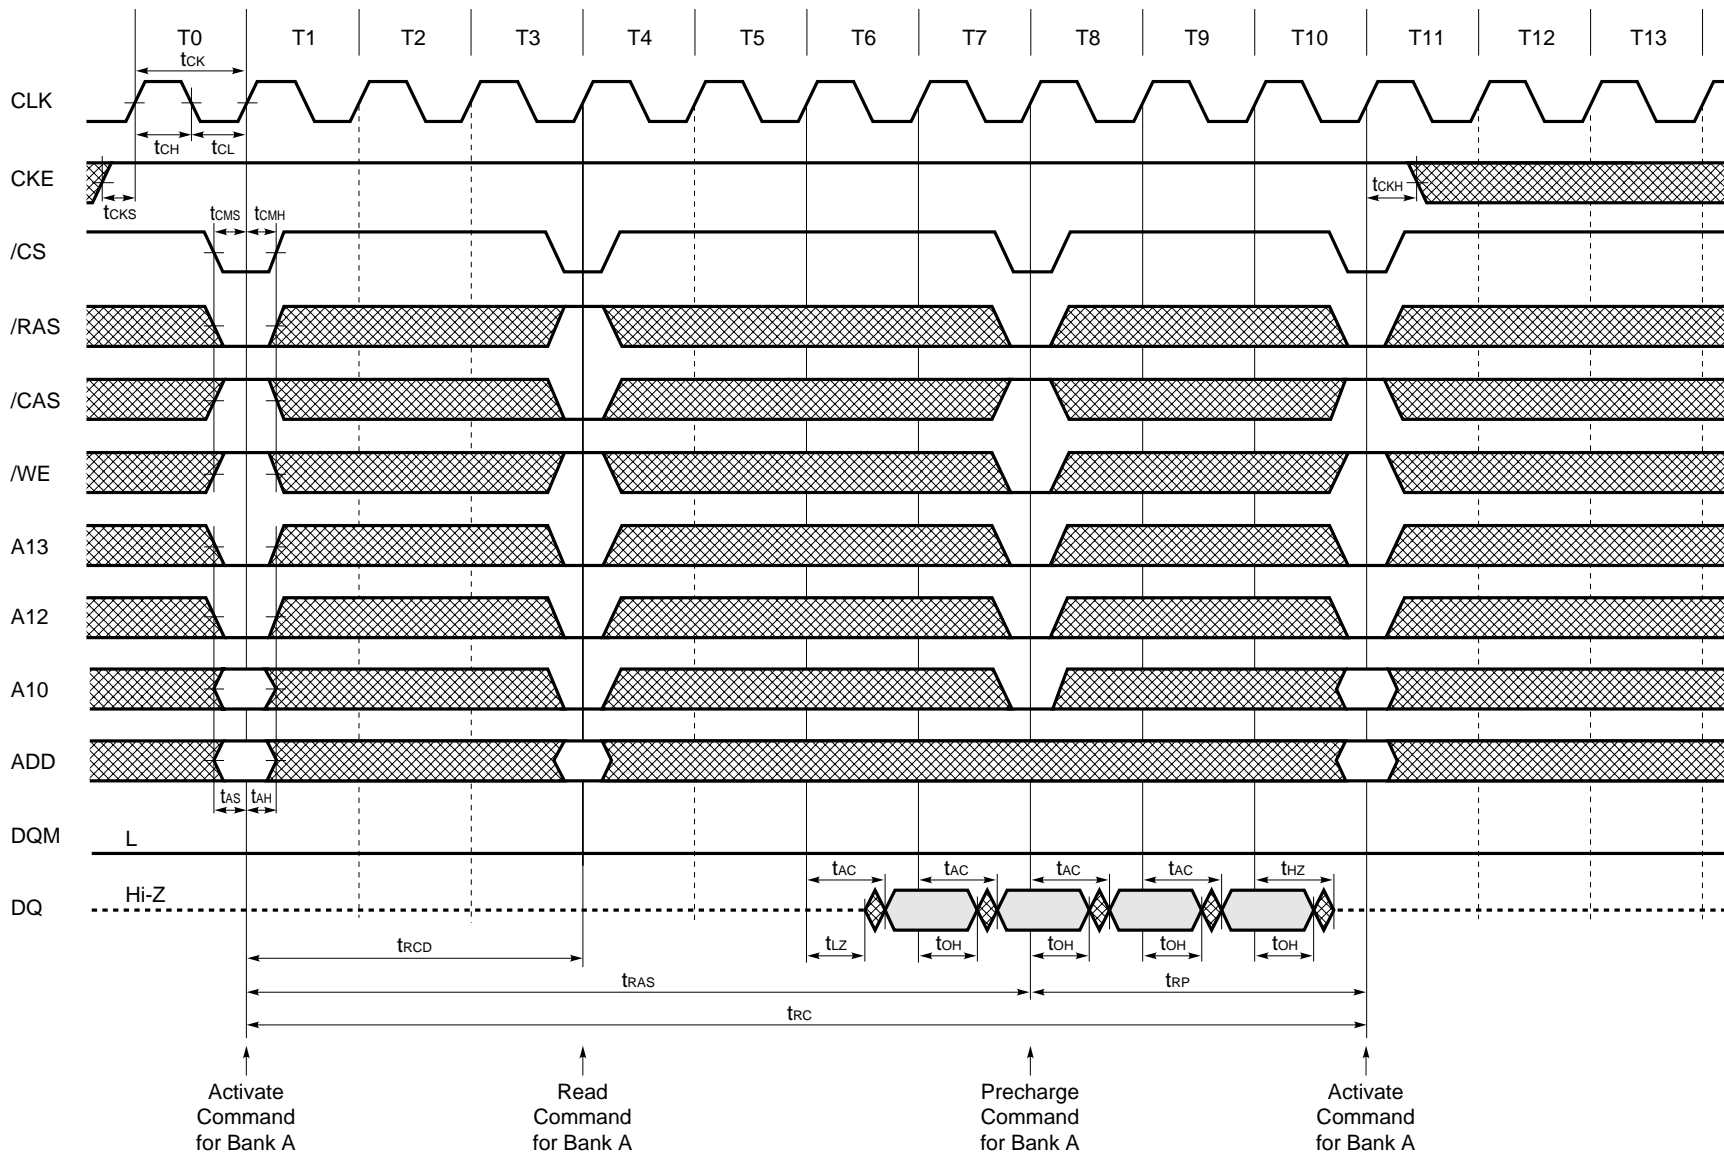 T0 T1 T2 T3 T4 T5 T6 T7 T8 T9 T10 T11 T12 T13
tCK
CLK
tCH tCL
CKE
tCKS
tCKH
tCMS tCMH
/CS
/RAS
/CAS
/WE
A13
A12
A10
ADD
tAS tAH
DQM
L
tAC tAC tAC tAC tHZ
Hi-Z
DQ
tLZ tOH tOH tOH tOH
tRCD
tRAS tRP
tRC
Activate
Command
for Bank A
Read
Command
for Bank A
Precharge
Command
for Bank A
Activate
Command
for Bank A